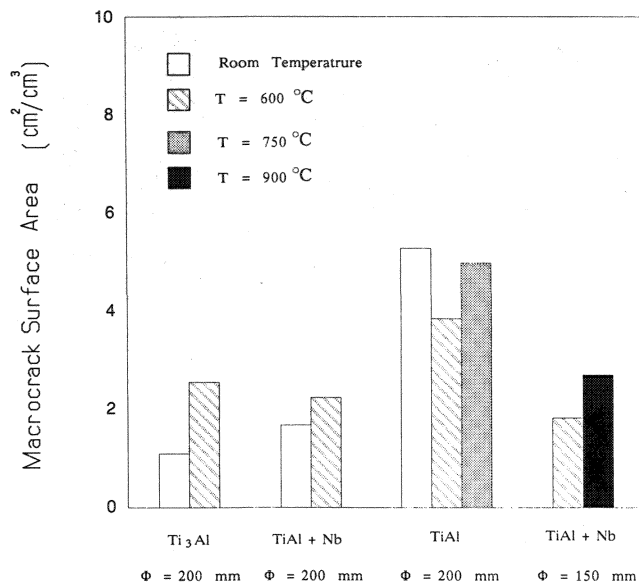 10
8
6
4
2
0
Macrocrack Surface Area (cm²/cm³)
Room Temperatrure
T = 600 °C
T = 750 °C
T = 900 °C
Ti₃Al TiAl + Nb TiAl TiAl + Nb
Φ = 200 mm Φ = 200 mm Φ = 200 mm Φ = 150 mm